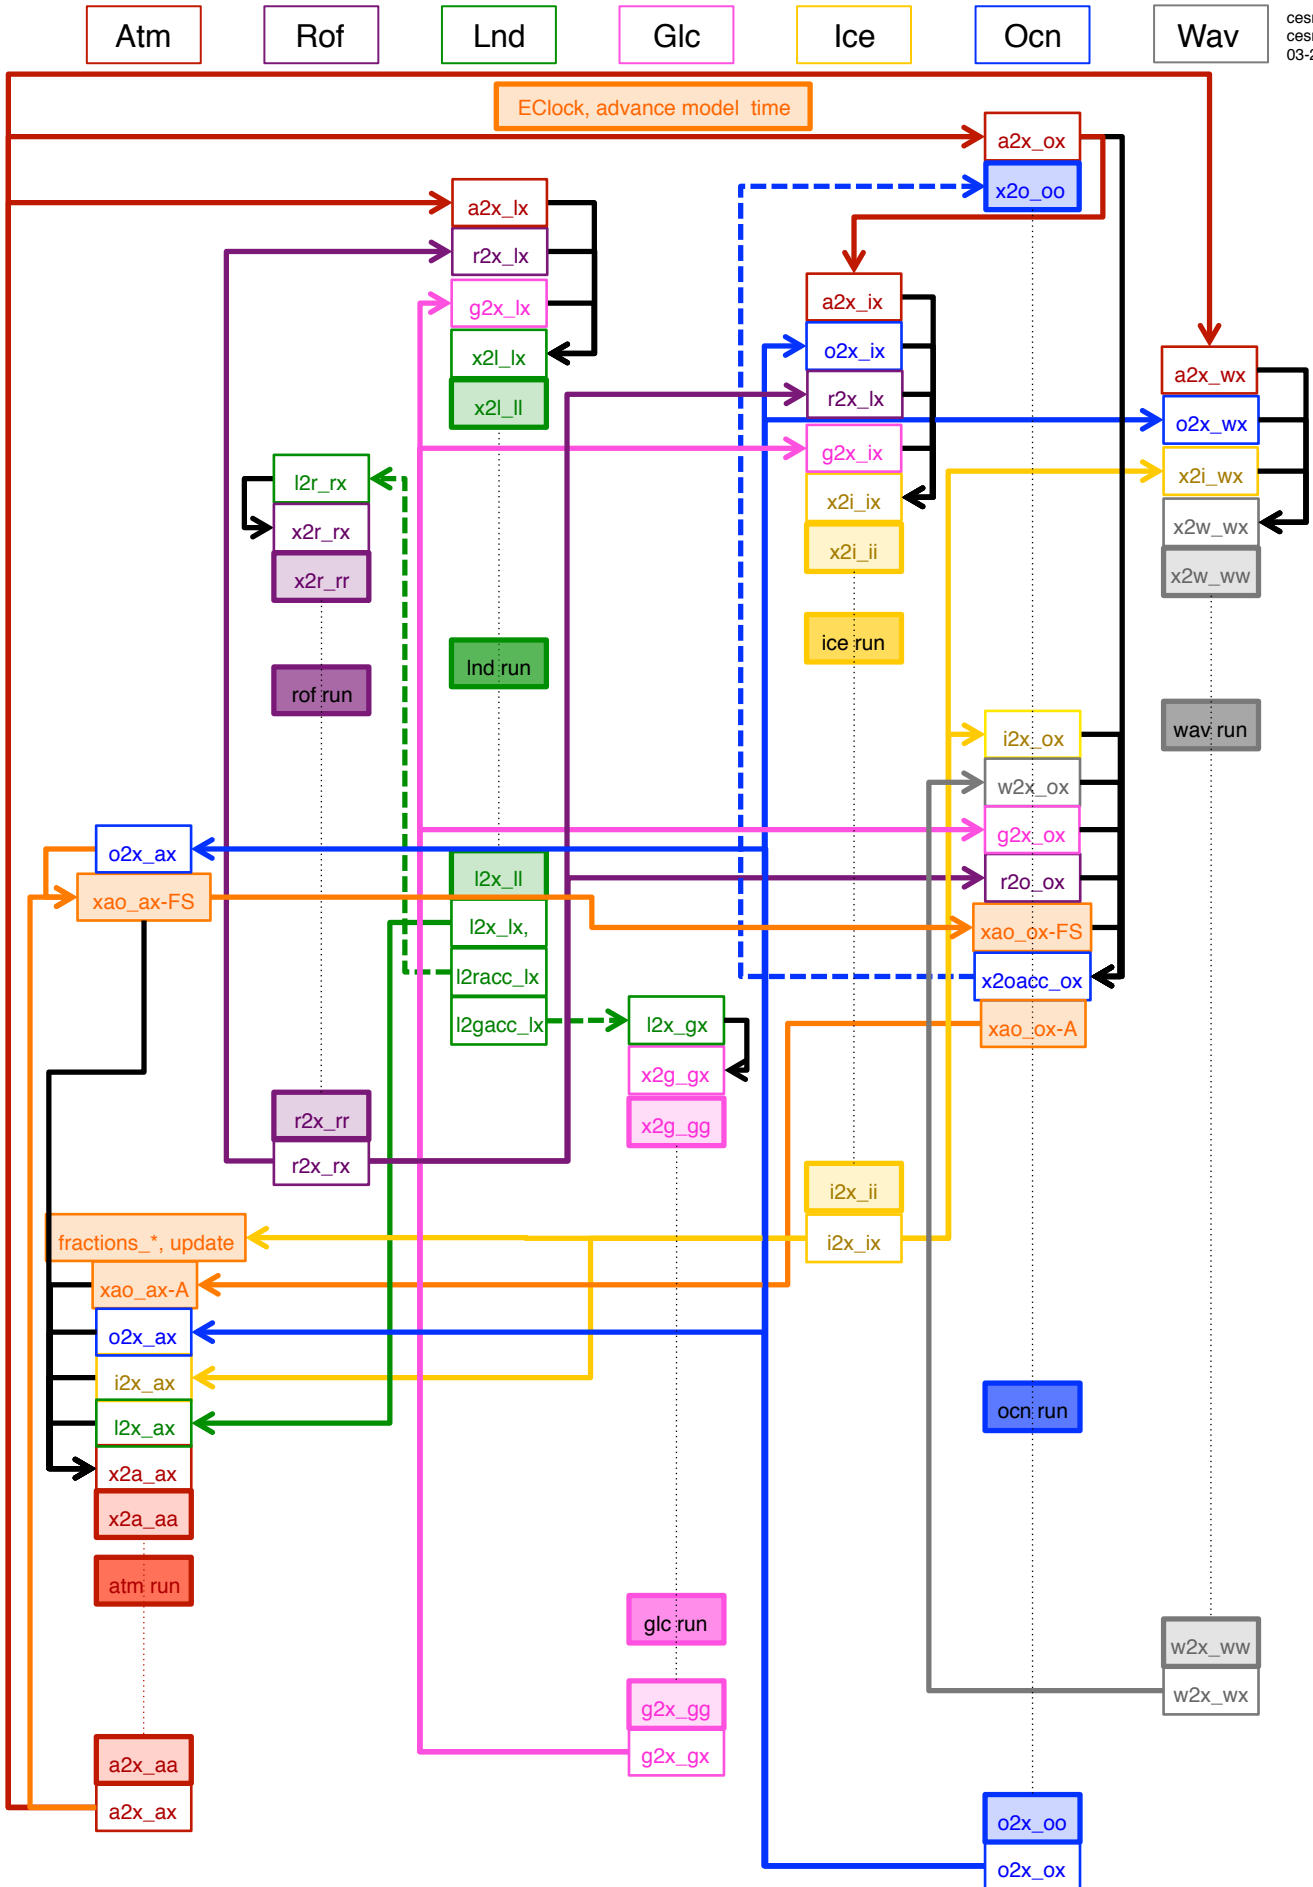 Atm Rof Lnd Glc Ice Ocn Wav
EClock, advance model time
a2x_ox
x2o_oo
a2x_lx
r2x_lx
g2x_lx
x2l_lx
x2l_ll
a2x_ix
o2x_ix
r2x_lx
g2x_ix
x2i_ix
x2i_ii
a2x_wx
o2x_wx
x2i_wx
x2w_wx
x2w_ww
l2r_rx
x2r_rx
x2r_rr
rof run
lnd run
ice run
wav run
i2x_ox
w2x_ox
g2x_ox
r2o_ox
xao_ox-FS
x2oacc_ox
xao_ox-A
o2x_ax
xao_ax-FS
l2x_ll
l2x_lx,
l2racc_lx
l2gacc_lx
l2x_gx
x2g_gx
x2g_gg
r2x_rr
r2x_rx
i2x_ii
i2x_ix
fractions_*, update
xao_ax-A
o2x_ax
i2x_ax
l2x_ax
x2a_ax
x2a_aa
atm run
ocn run
glc run
g2x_gg
g2x_gx
w2x_ww
w2x_wx
a2x_aa
a2x_ax
o2x_oo
o2x_ox